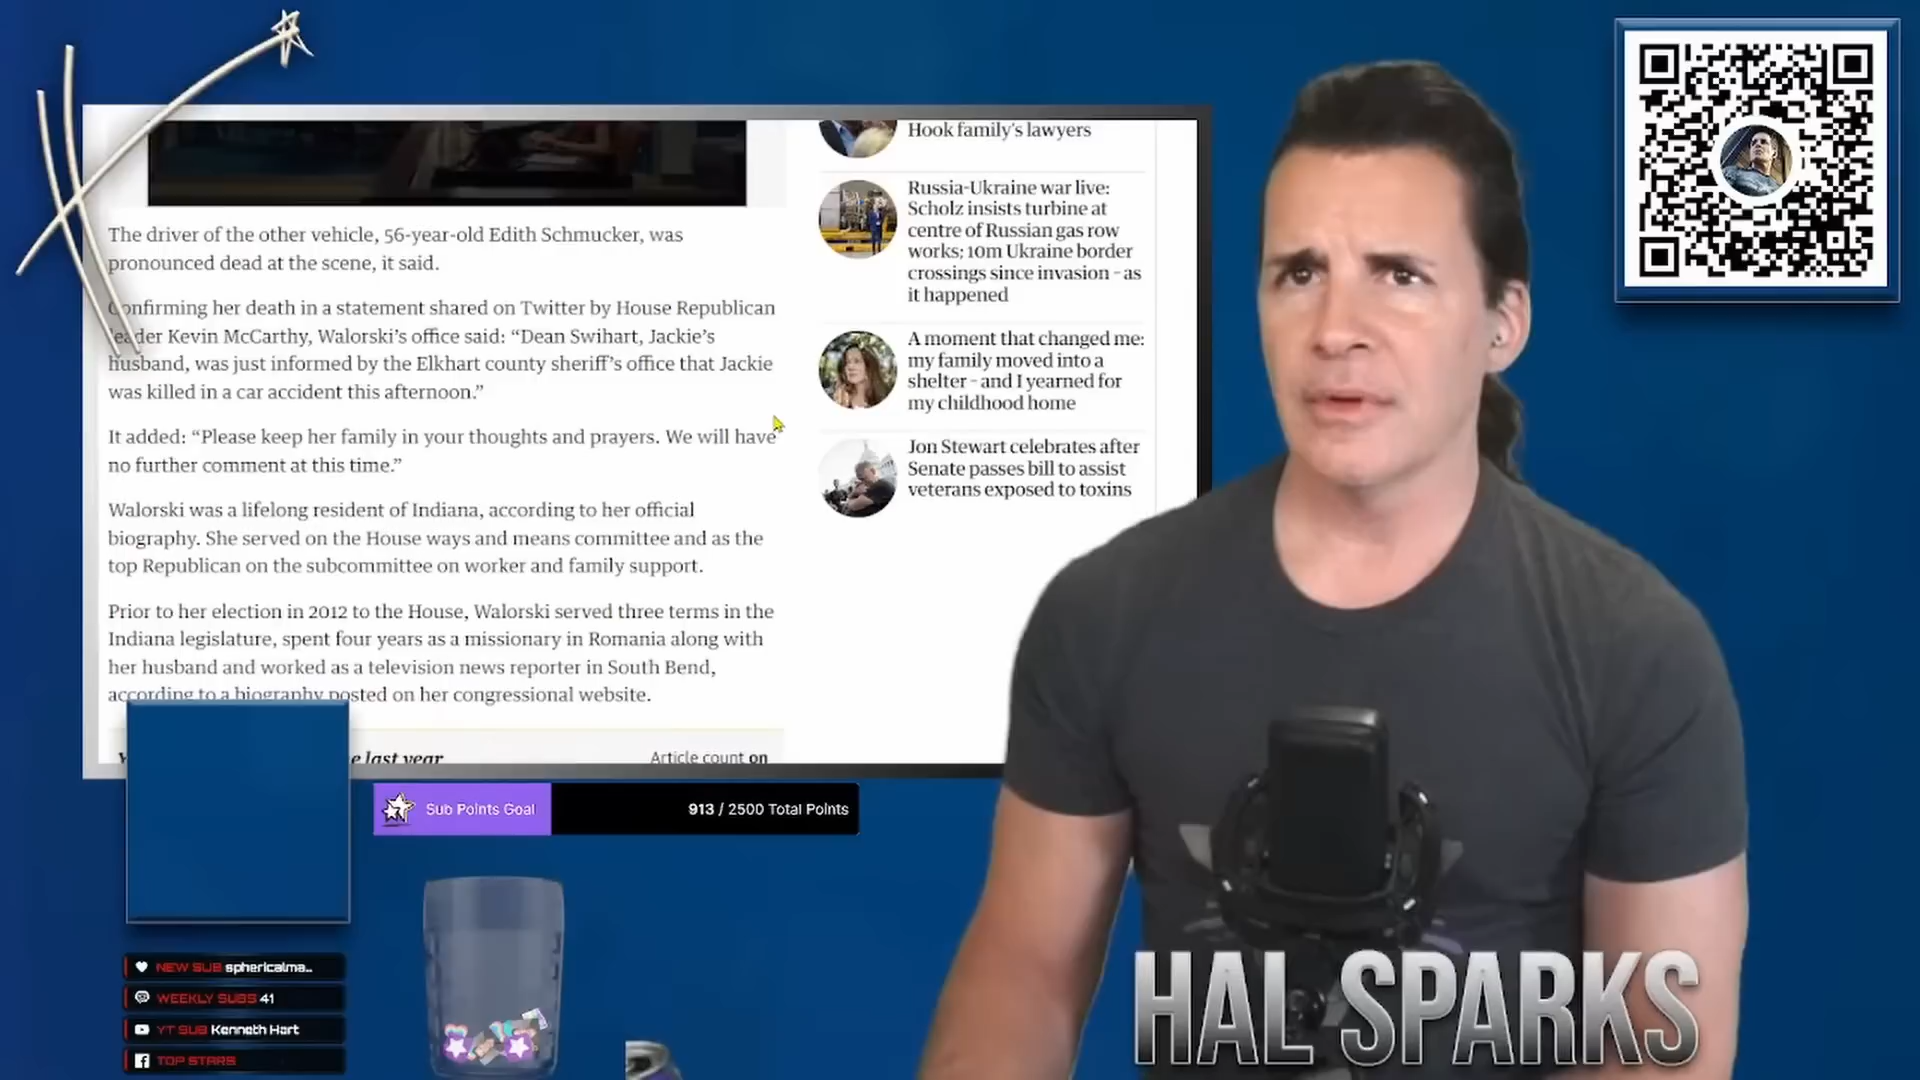 The driver of the other vehicle, 56-year-old Edith Schmucker, was
pronounced dead at the scene, it said.
Confirming her death in a statement shared on Twitter by House Republican
leader Kevin McCarthy, Walorski's office said: “Dean Swihart, Jackie's
husband, was just informed by the Elkhart county sheriff's office that Jackie
was killed in a car accident this afternoon.”
It added: “Please keep her family in your thoughts and prayers. We will have
no further comment at this time.”
Walorski was a lifelong resident of Indiana, according to her official
biography. She served on the House ways and means committee and as the
top Republican on the subcommittee on worker and family support.
Prior to her election in 2012 to the House, Walorski served three terms in the
Indiana legislature, spent four years as a missionary in Romania along with
her husband and worked as a television news reporter in South Bend,
according to a biography posted on her congressional website.
last year
Article count on
Hook family's lawyers
Russia-Ukraine war live:
Scholz insists turbine at
centre of Russian gas row
works; 10m Ukraine border
crossings since invasion – as
it happened
A moment that changed me:
my family moved into a
shelter – and I yearned for
my childhood home
Jon Stewart celebrates after
Senate passes bill to assist
veterans exposed to toxins
Sub Points Goal
913 / 2500 Total Points
NEW SUB sphericalma..
WEEKLY SUBS 41
YT SUB Kenneth Hart
TOP STARS
HAL SPARKS